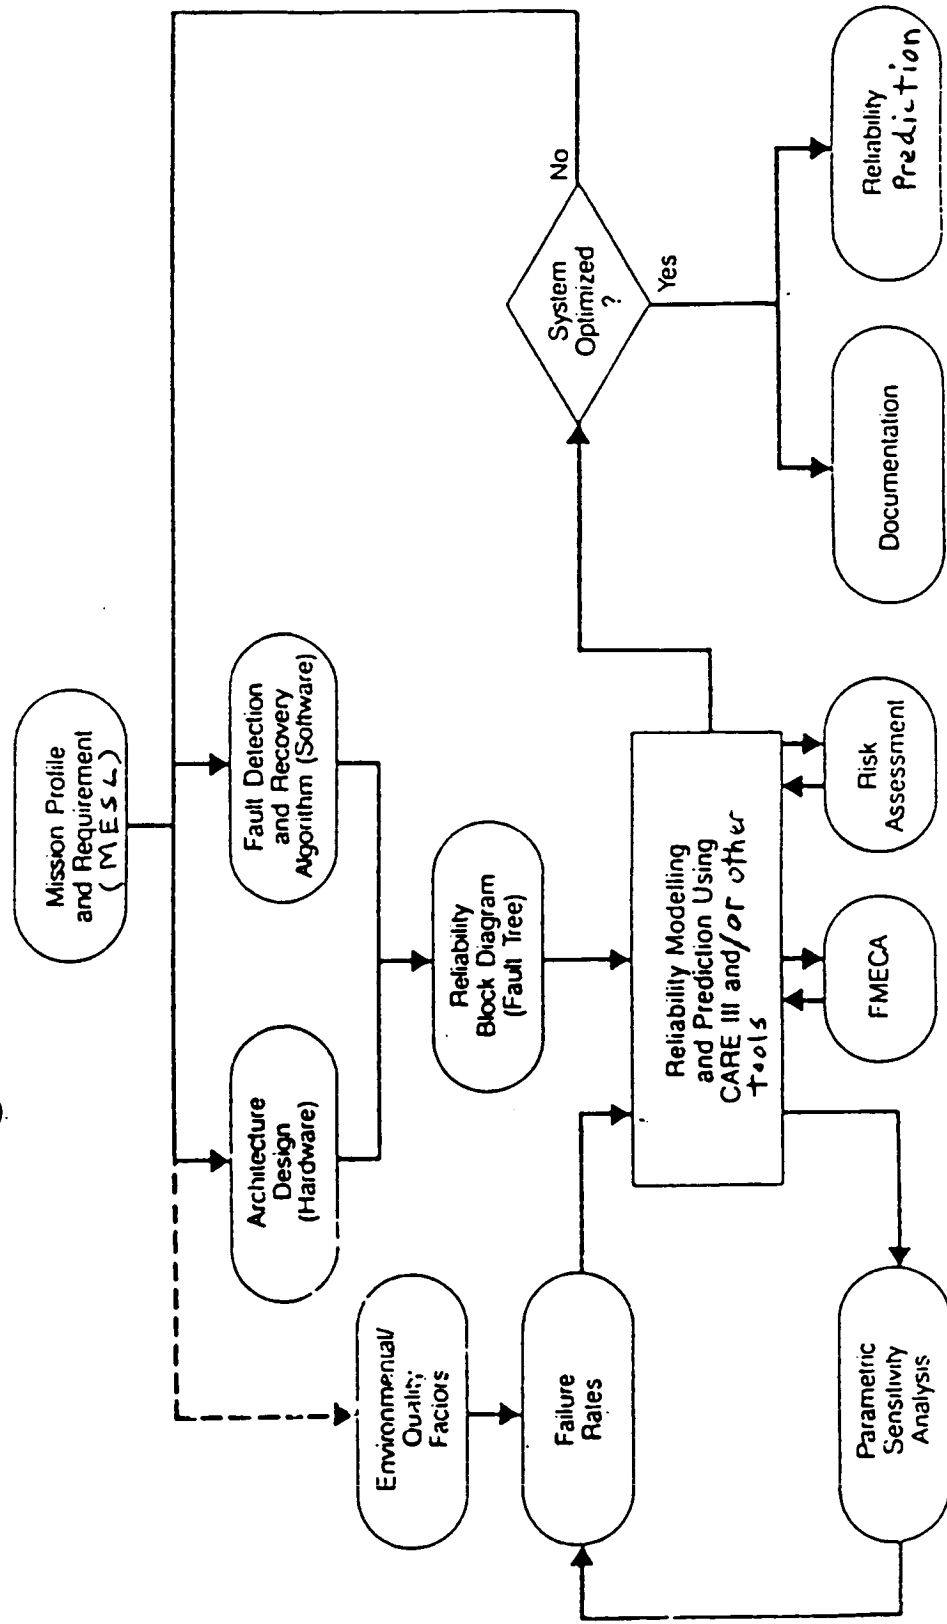 Mission Profile
and Requirement
(MESL)
Architecture
Design
(Hardware)
Fault Detection
and Recovery
Algorithm (Software)
Environmental/
Quality
Factors
Reliability
Block Diagram
(Fault Tree)
Failure
Rates
Reliability Modelling
and Prediction Using
CARE III and/or other
tools
System
Optimized
?
No
Yes
Parametric
Sensitivity
Analysis
FMECA
Risk
Assessment
Documentation
Reliability
Prediction